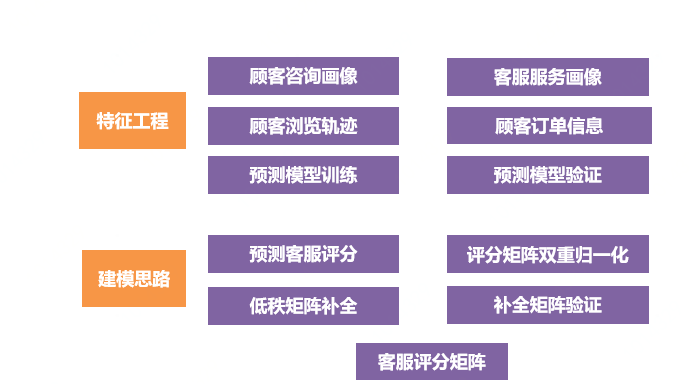 顾客咨询画像
客服服务画像
特征工程
顾客浏览轨迹
顾客订单信息
预测模型训练
预测模型验证
预测客服评分
评分矩阵双重归一化
建模思路
低秩矩阵补全
补全矩阵验证
客服评分矩阵